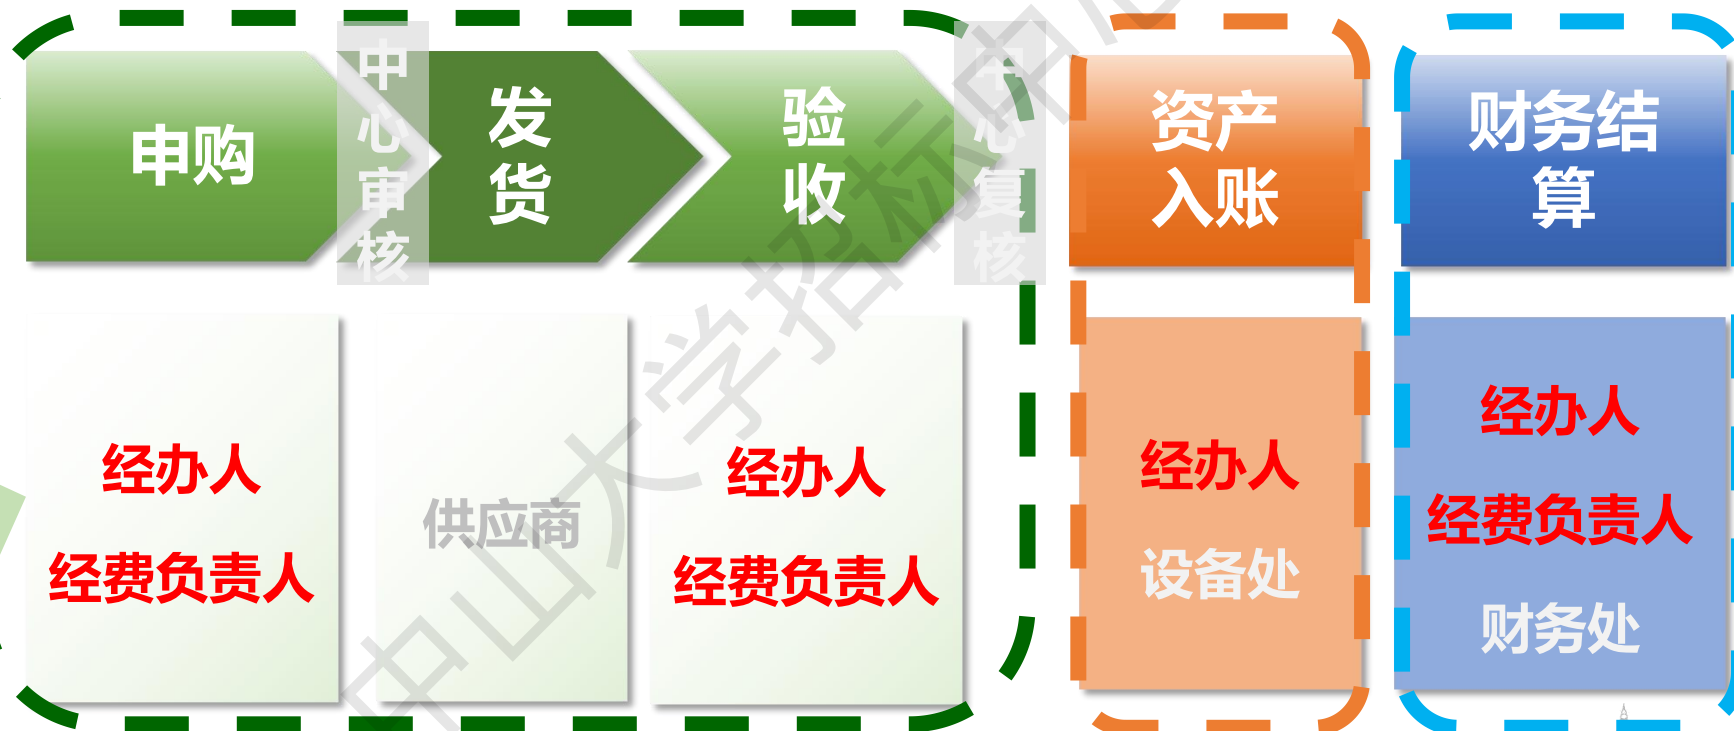 申购
中心审核
发货
验收
中心复核
资产
入账
财务结
算
经办人
经费负责人
供应商
经办人
经费负责人
经办人
设备处
经办人
经费负责人
财务处
中山大学招标中心